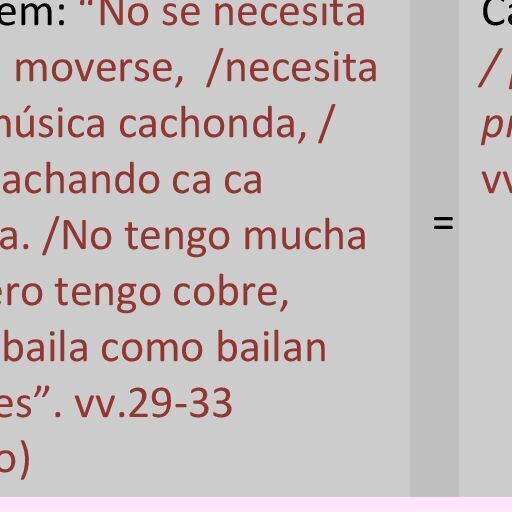 em: “No se necesita
moverse, /necesita
música cachonda, /
achando ca ca
a. /No tengo mucha
ero tengo cobre,
baila como bailan
es”. vv.29-33
o)
=
Ca
/
pr
vv